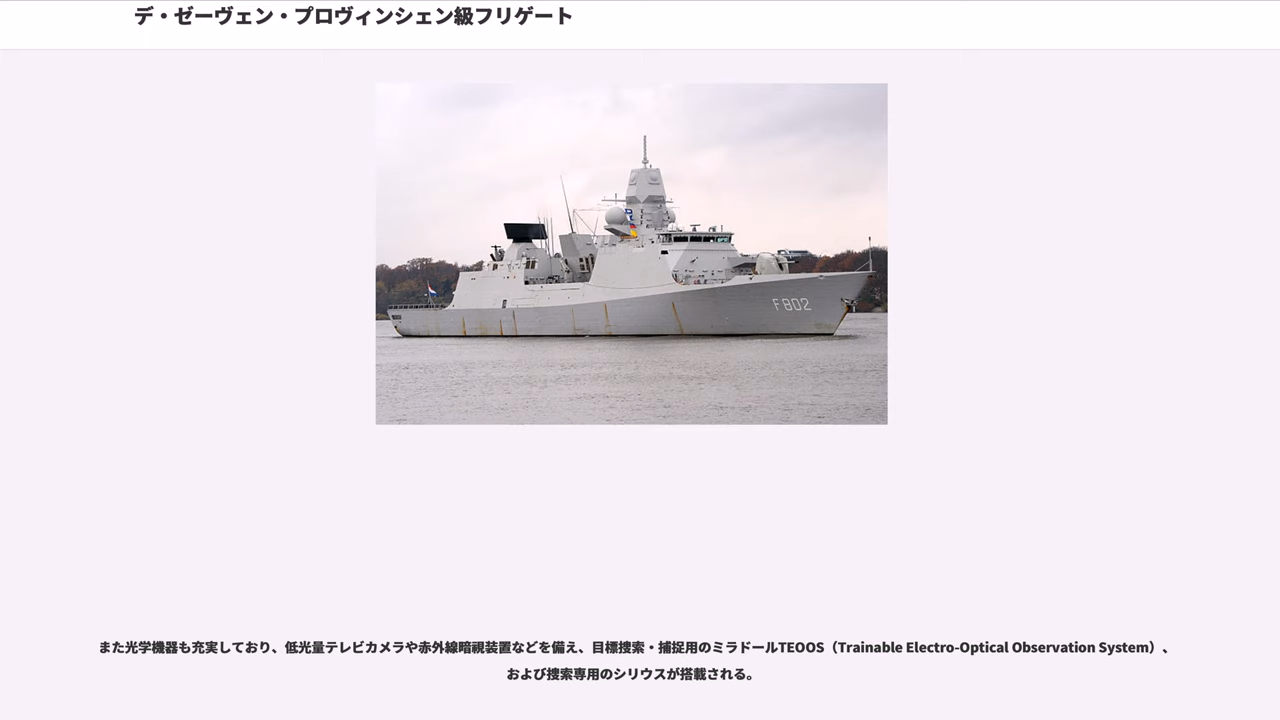 デ・ゼーヴェン・プロヴィンシェン級フリゲート
F802
また光学機器も充実しており、低光量テレビカメラや赤外線暗視装置などを備え、目標捜索・捕捉用のミラドールTEOOS（Trainable Electro-Optical Observation System）、
および捜索専用のシリウスが搭載される。